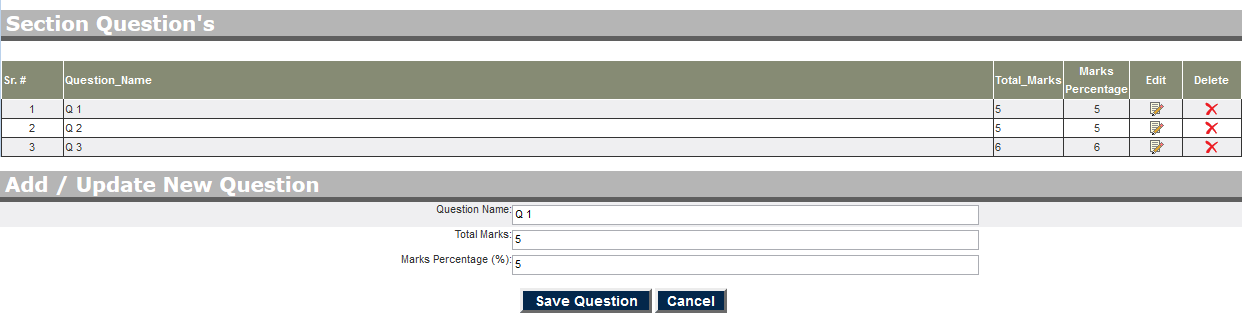 Section Question's
Sr. # Question_Name Total_Marks Marks Percentage Edit Delete
1 Q 1 5 5
2 Q 2 5 5
3 Q 3 6 6
Add / Update New Question
Question Name: Q 1
Total Marks: 5
Marks Percentage (%): 5
Save Question Cancel